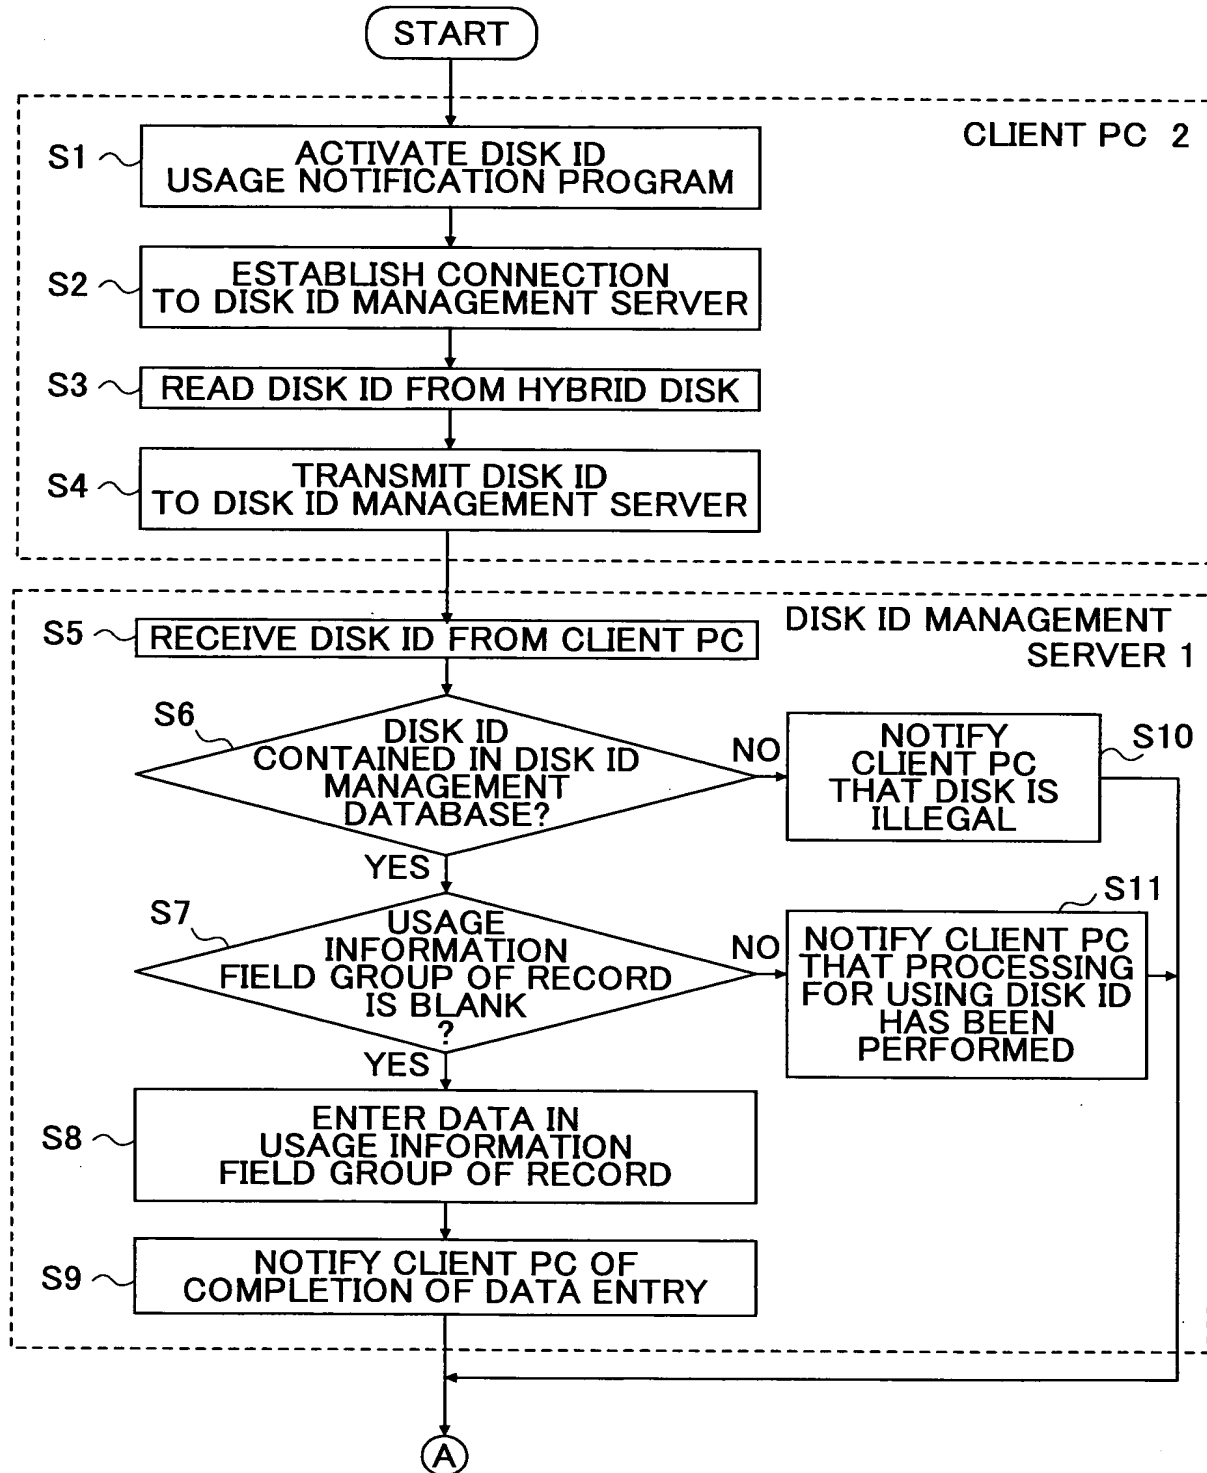 START
CLIENT PC 2
S1
ACTIVATE DISK ID
USAGE NOTIFICATION PROGRAM
S2
ESTABLISH CONNECTION
TO DISK ID MANAGEMENT SERVER
S3
READ DISK ID FROM HYBRID DISK
S4
TRANSMIT DISK ID
TO DISK ID MANAGEMENT SERVER
DISK ID MANAGEMENT
SERVER 1
S5
RECEIVE DISK ID FROM CLIENT PC
S6
DISK ID
CONTAINED IN DISK ID
MANAGEMENT
DATABASE?
NO
NOTIFY
CLIENT PC
THAT DISK IS
ILLEGAL
S10
YES
S7
USAGE
INFORMATION
FIELD GROUP OF RECORD
IS BLANK
?
NO
S11
NOTIFY CLIENT PC
THAT PROCESSING
FOR USING DISK ID
HAS BEEN
PERFORMED
YES
S8
ENTER DATA IN
USAGE INFORMATION
FIELD GROUP OF RECORD
S9
NOTIFY CLIENT PC OF
COMPLETION OF DATA ENTRY
A